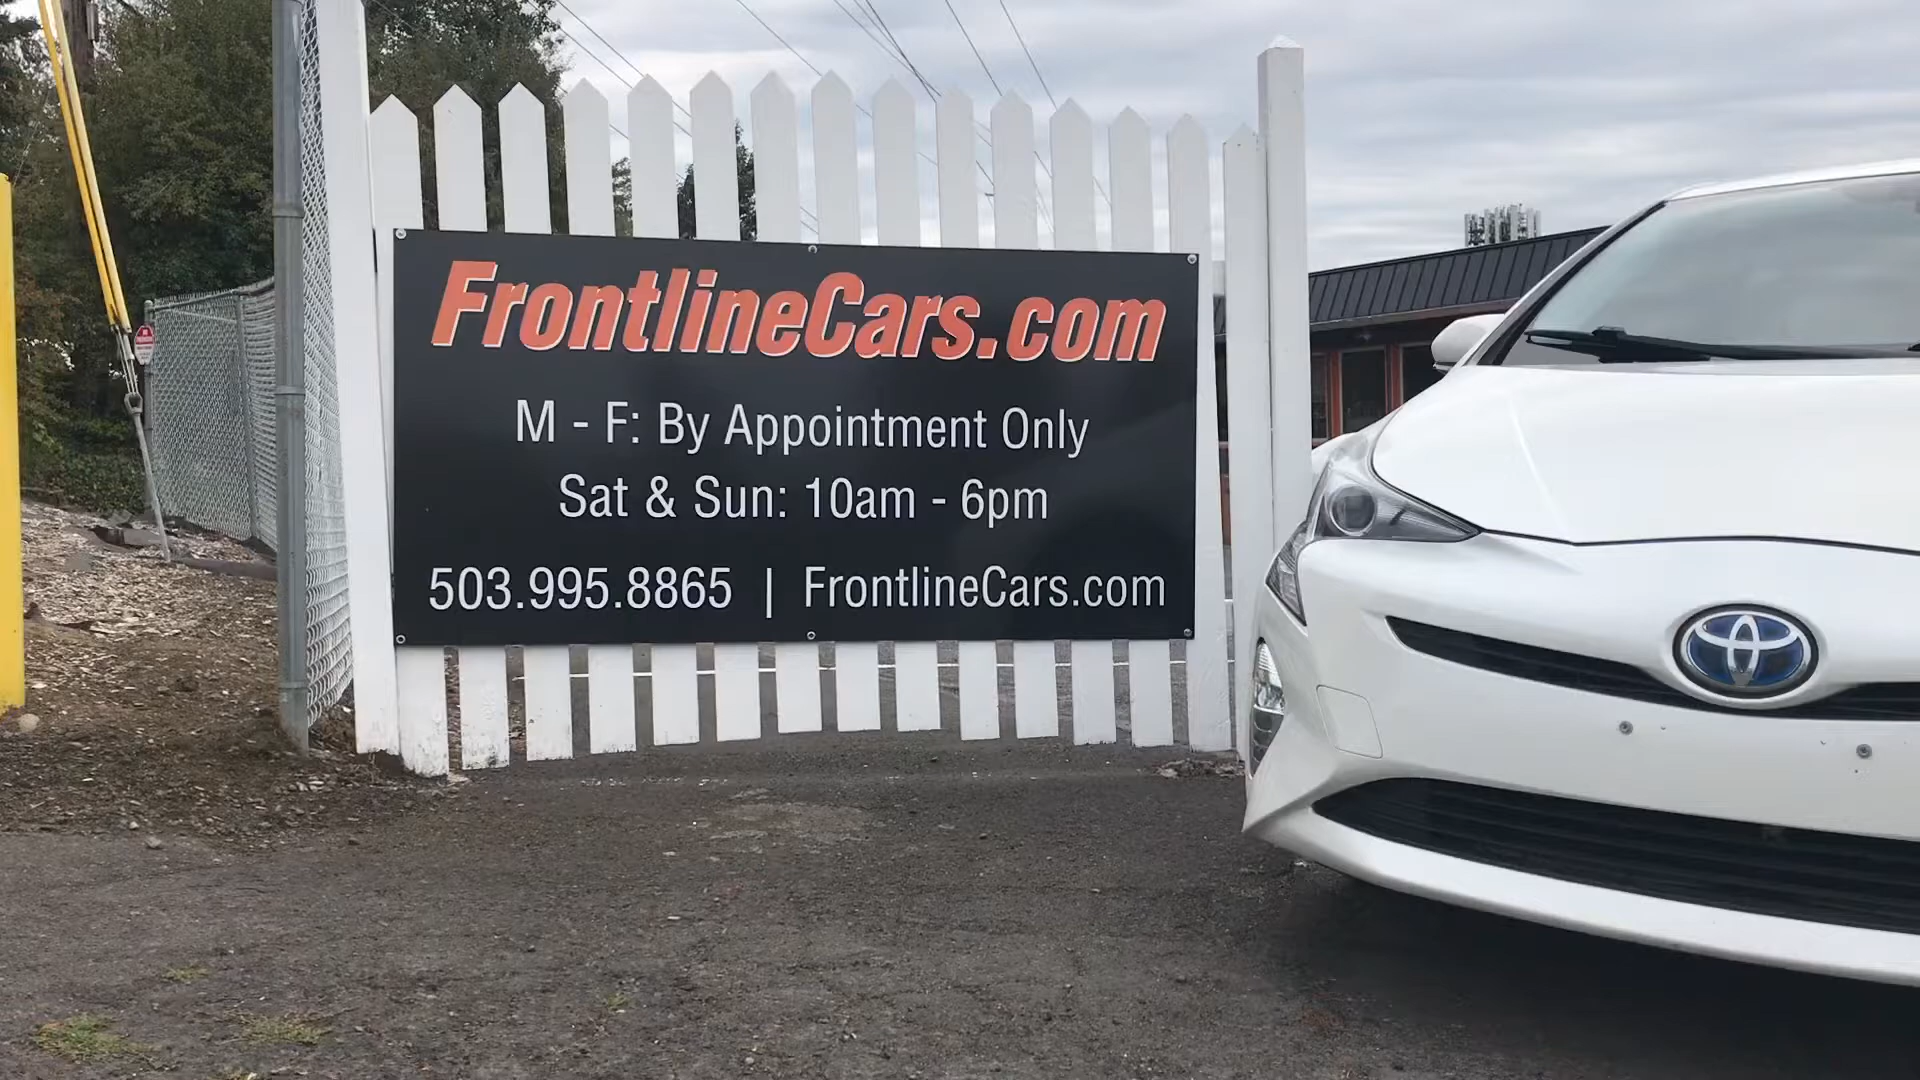 FrontlineCars.com
M - F: By Appointment Only
Sat & Sun: 10am - 6pm
503.995.8865 | FrontlineCars.com